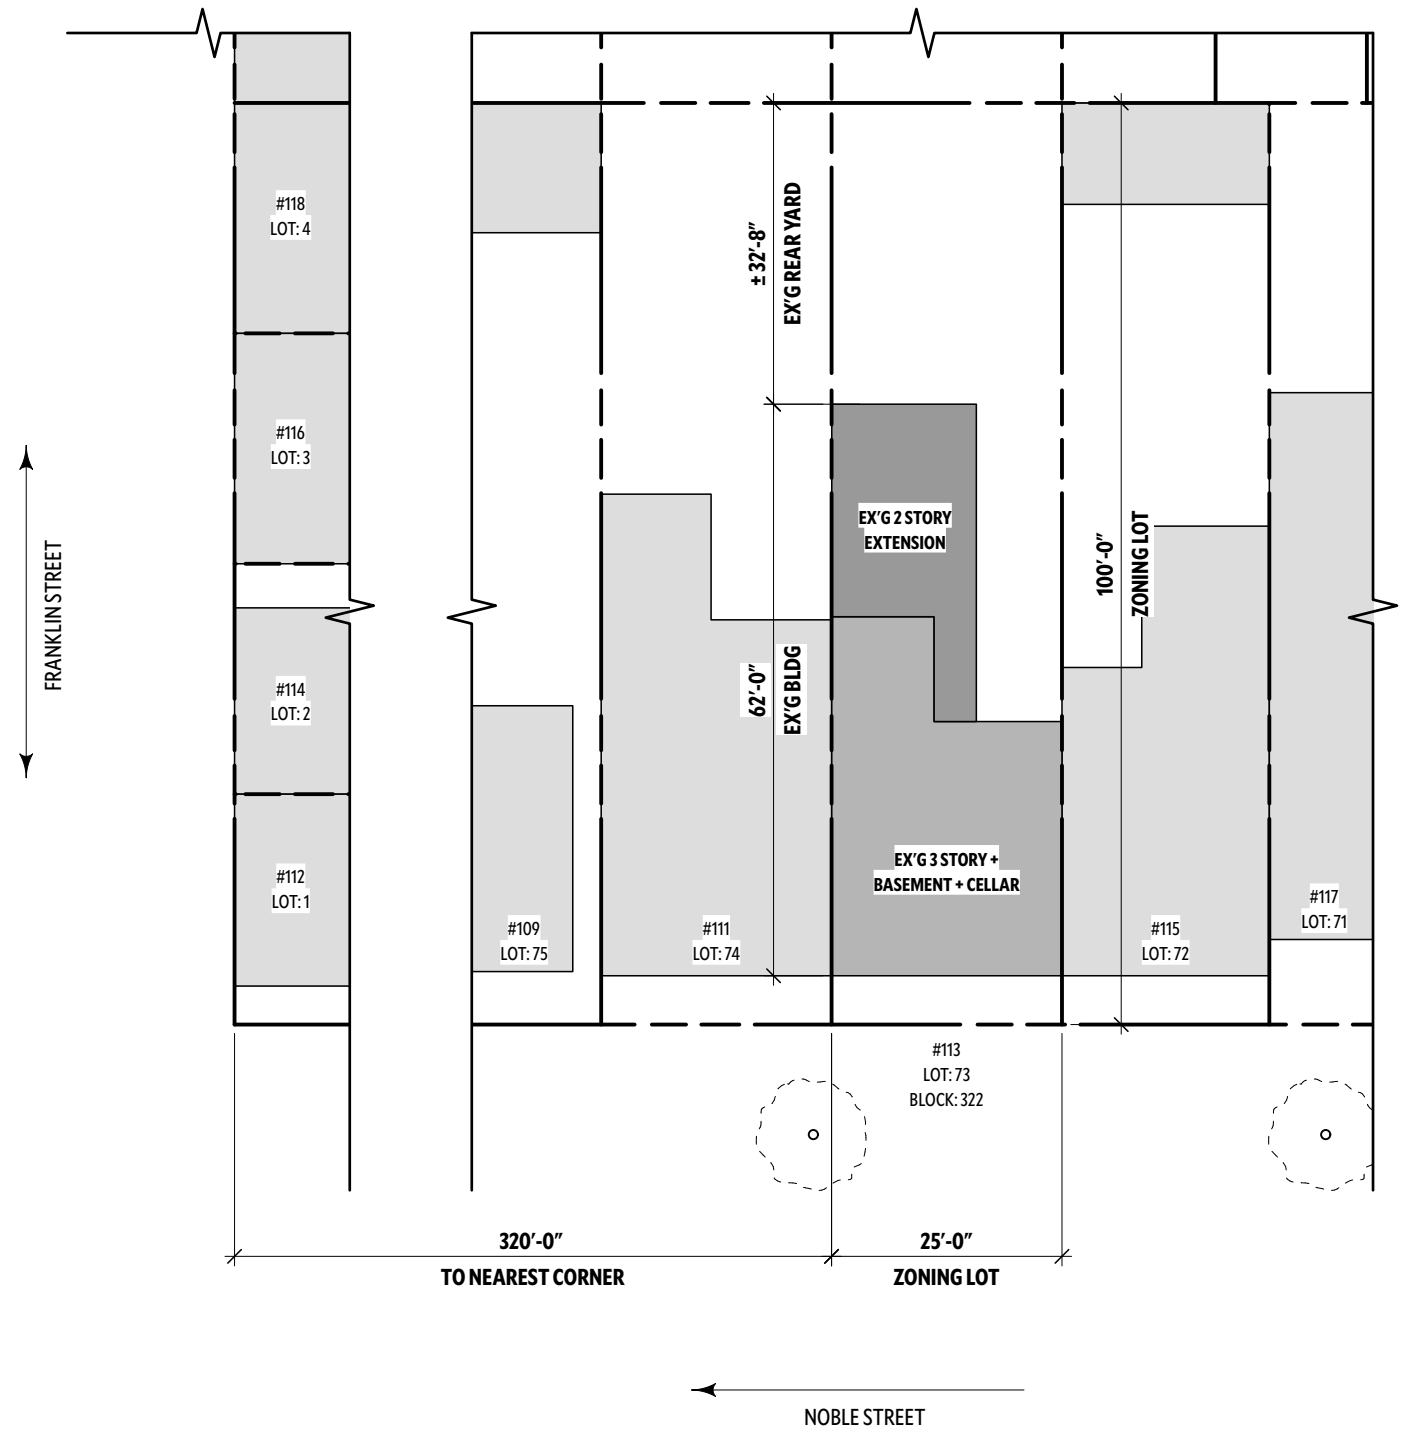 #118
LOT: 4
± 32'-8"
EX'G REAR YARD
#116
LOT: 3
EX'G 2 STORY
EXTENSION
100'-0"
ZONING LOT
FRANKLIN STREET
#114
LOT: 2
62'-0"
EX'G BLDG
#112
LOT: 1
EX'G 3 STORY +
BASEMENT + CELLAR
#109
LOT: 75
#111
LOT: 74
#115
LOT: 72
#117
LOT: 71
#113
LOT: 73
BLOCK: 322
320'-0"
TO NEAREST CORNER
25'-0"
ZONING LOT
NOBLE STREET